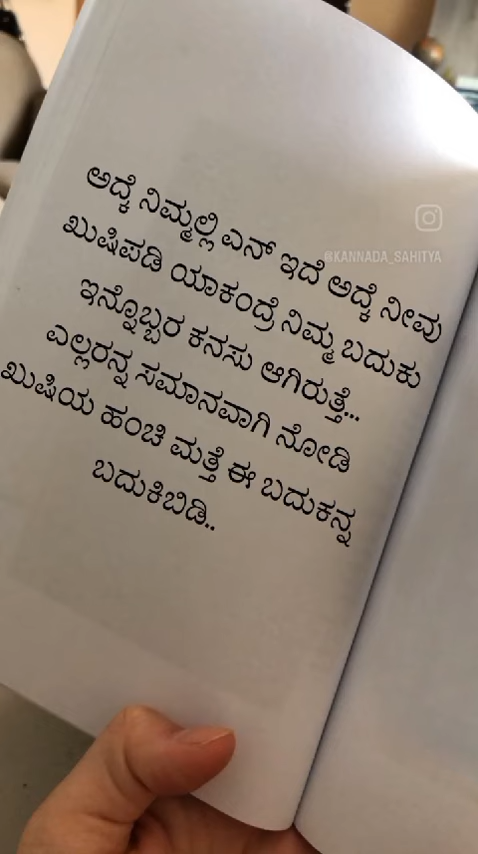 ಅದ್ಕೆ ನಿಮ್ಮಲ್ಲಿ ಎನ್ ಇದೆ ಅದ್ಕೆ ನೀವು
ಖುಷಿಪಡಿ ಯಾಕಂದ್ರೆ ನಿಮ್ಮ ಬದುಕು
ಇನ್ನೊಬ್ಬರ ಕನಸು ಆಗಿರುತ್ತೆ...
ಎಲ್ಲರನ್ನ ಸಮಾನವಾಗಿ ನೋಡಿ
ಖುಷಿಯ ಹಂಚಿ ಮತ್ತೆ ಈ ಬದುಕನ್ನ
ಬದುಕಿಬಿಡಿ..
@KANNADA_SAHITYA